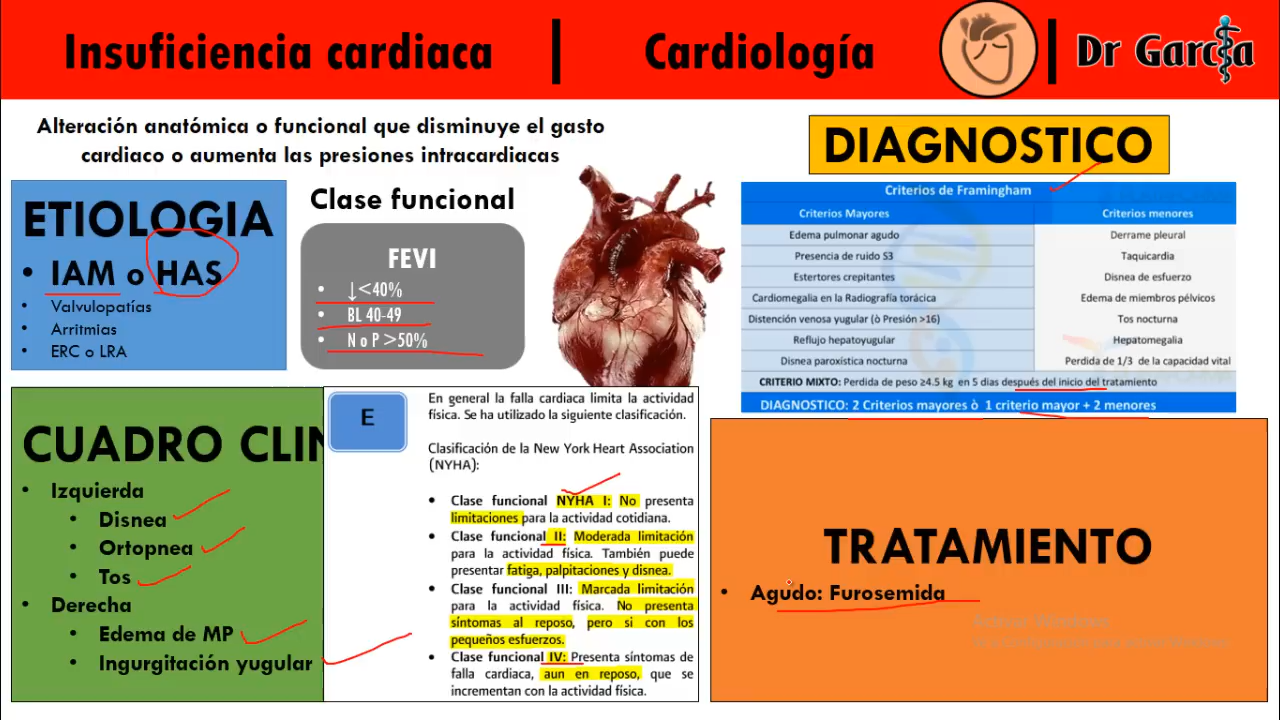 Insuficiencia cardiaca | Cardiología | Dr García
Alteración anatómica o funcional que disminuye el gasto
cardiaco o aumenta las presiones intracardiacas
ETIOLOGIA
• IAM o HAS
• Valvulopatías
• Arritmias
• ERC o LRA
Clase funcional
FEVI
• ↓<40%
• BL 40-49
• N o P >50%
DIAGNOSTICO
Criterios de Framingham
Criterios Mayores Criterios menores
Edema pulmonar agudo Derrame pleural
Presencia de ruido S3 Taquicardia
Estertores crepitantes Disnea de esfuerzo
Cardiomegalia en la Radiografía torácica Edema de miembros pélvicos
Distención venosa yugular (ò Presión >16) Tos nocturna
Reflujo hepatoyugular Hepatomegalia
Disnea paroxística nocturna Perdida de 1/3 de la capacidad vital
CRITERIO MIXTO: Perdida de peso ≥4.5 kg en 5 dias después del inicio del tratamiento
DIAGNOSTICO: 2 Criterios mayores ò 1 criterio mayor + 2 menores
CUADRO CLIN
• Izquierda
• Disnea
• Ortopnea
• Tos
• Derecha
• Edema de MP
• Ingurgitación yugular
E
En general la falla cardiaca limita la actividad
física. Se ha utilizado la siguiente clasificación.
Clasificación de la New York Heart Association
(NYHA):
• Clase funcional NYHA I: No presenta
limitaciones para la actividad cotidiana.
• Clase funcional II: Moderada limitación
para la actividad física. También puede
presentar fatiga, palpitaciones y disnea.
• Clase funcional III: Marcada limitación
para la actividad física. No presenta
síntomas al reposo, pero si con los
pequeños esfuerzos.
• Clase funcional IV: Presenta síntomas de
falla cardiaca, aun en reposo, que se
incrementan con la actividad física.
TRATAMIENTO
• Agudo: Furosemida
Activar Windows